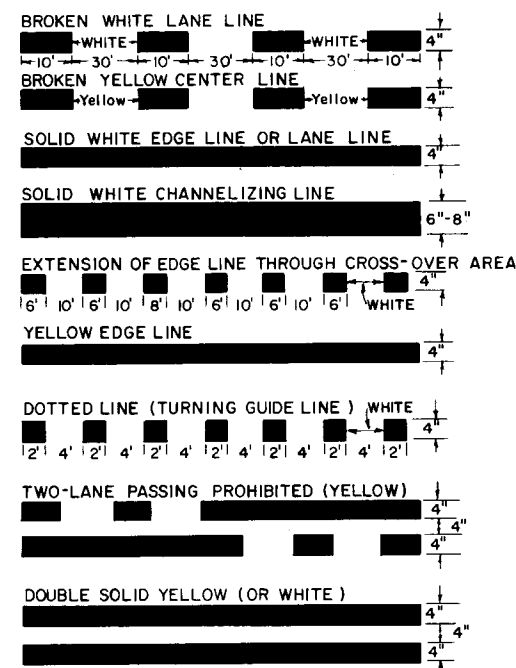 BROKEN WHITE LANE LINE
WHITE WHITE 4"
10' 30' 10' 30' 10' 30' 10'
BROKEN YELLOW CENTER LINE
Yellow Yellow 4"
SOLID WHITE EDGE LINE OR LANE LINE
4"
SOLID WHITE CHANNELIZING LINE
6"-8"
EXTENSION OF EDGE LINE THROUGH CROSS-OVER AREA
4"
6' 10' 6' 10' 8' 10' 6' 10' 6' 10' 6' WHITE
YELLOW EDGE LINE
4"
DOTTED LINE (TURNING GUIDE LINE ) WHITE
4"
2' 4' 2' 4' 2' 4' 2' 4' 2' 4' 2' 4' 2'
TWO-LANE PASSING PROHIBITED (YELLOW)
4"
4"
4"
DOUBLE SOLID YELLOW (OR WHITE )
4"
4"
4"